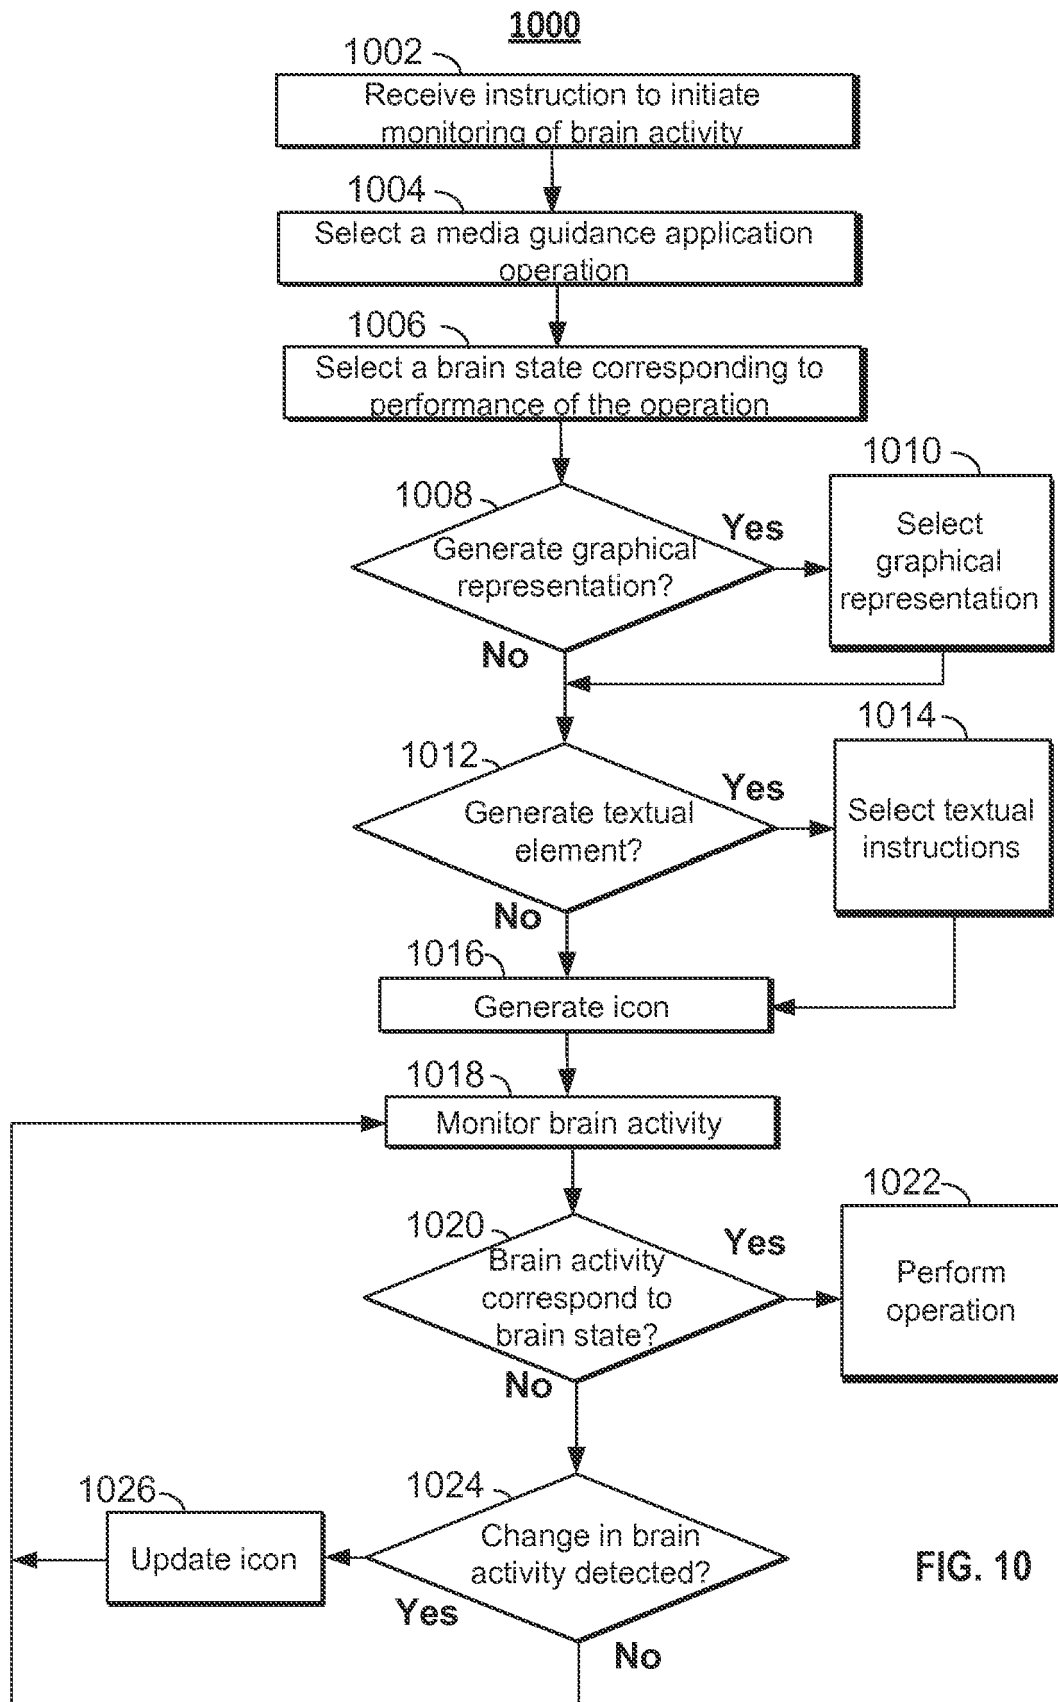 1000
1002
Receive instruction to initiate
monitoring of brain activity
1004
Select a media guidance application
operation
1006
Select a brain state corresponding to
performance of the operation
1008
Generate graphical
representation?
Yes
No
1010
Select
graphical
representation
1012
Generate textual
element?
Yes
No
1014
Select textual
instructions
1016
Generate icon
1018
Monitor brain activity
1020
Brain activity
correspond to
brain state?
Yes
No
1022
Perform
operation
1024
Change in brain
activity detected?
Yes
No
1026
Update icon
FIG. 10